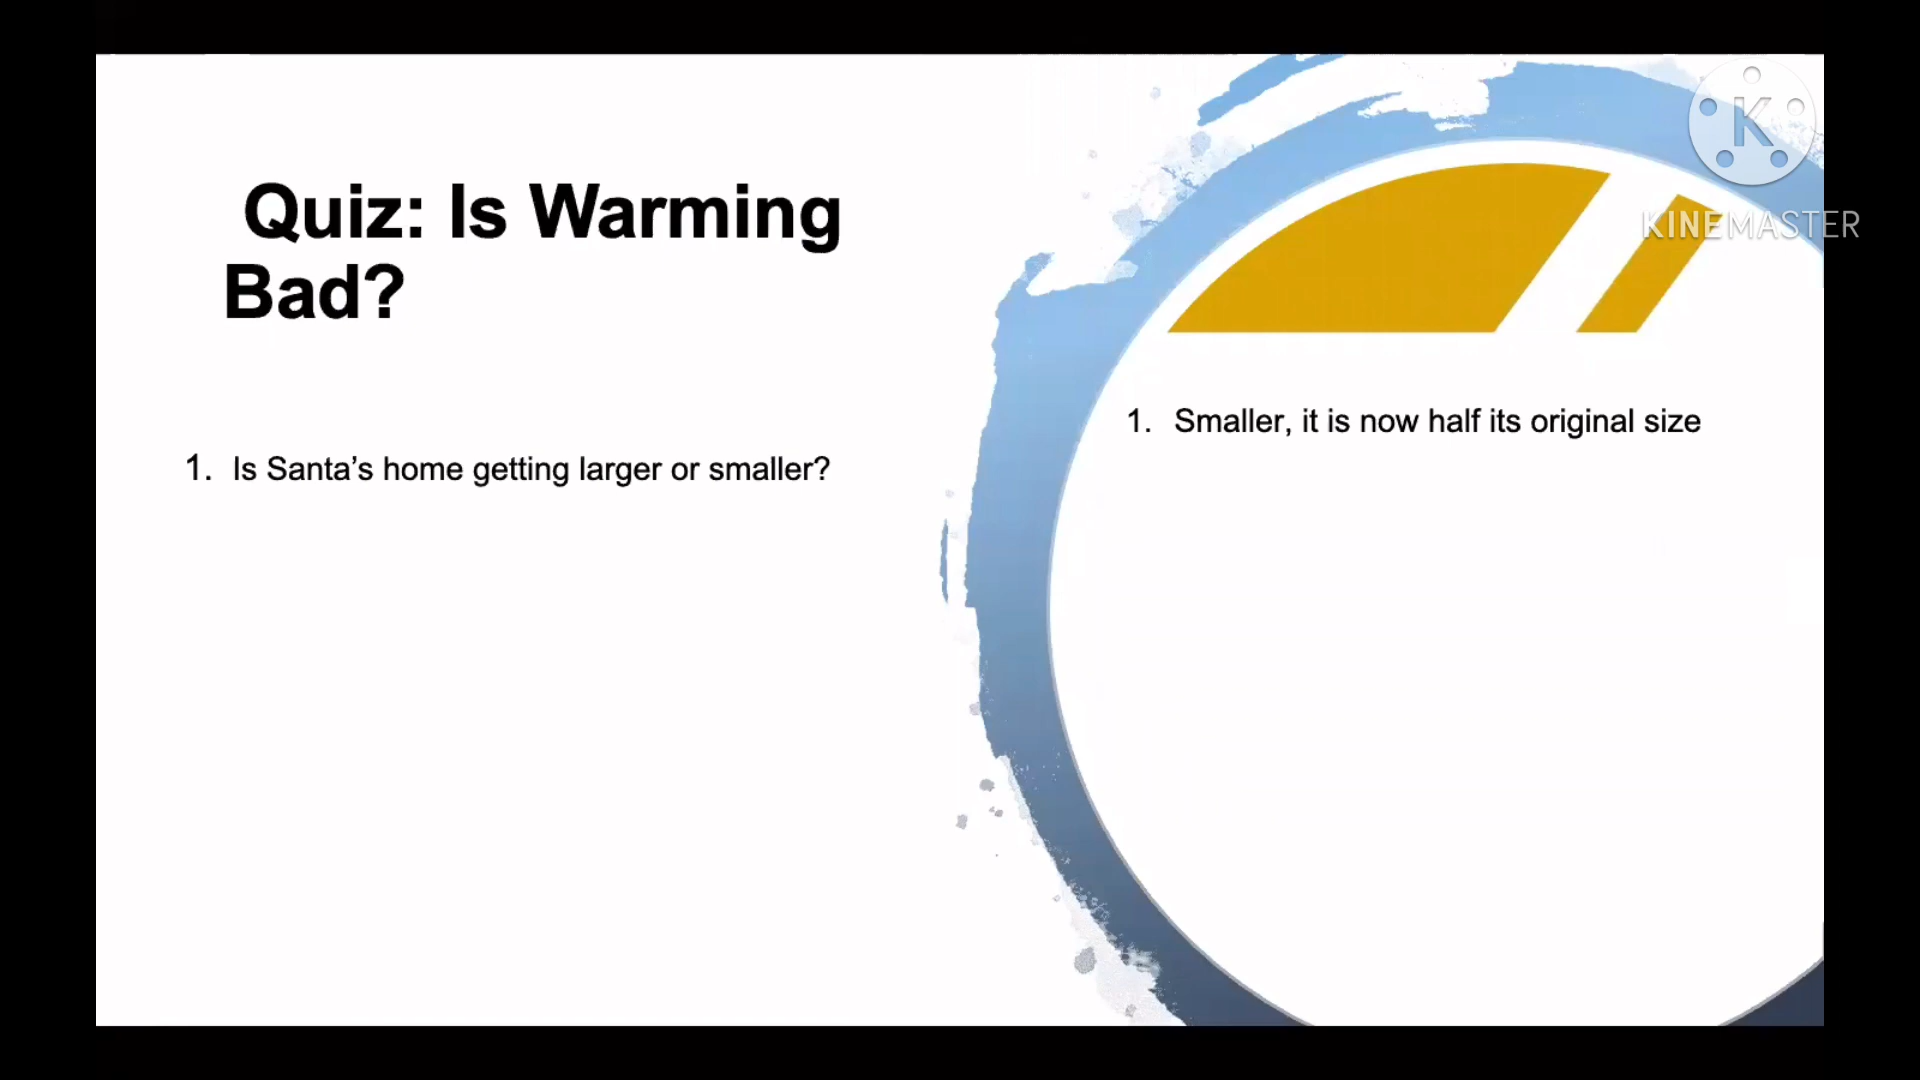 Quiz: Is Warming
Bad?
1. Is Santa’s home getting larger or smaller?
1. Smaller, it is now half its original size
K
KINEMASTER